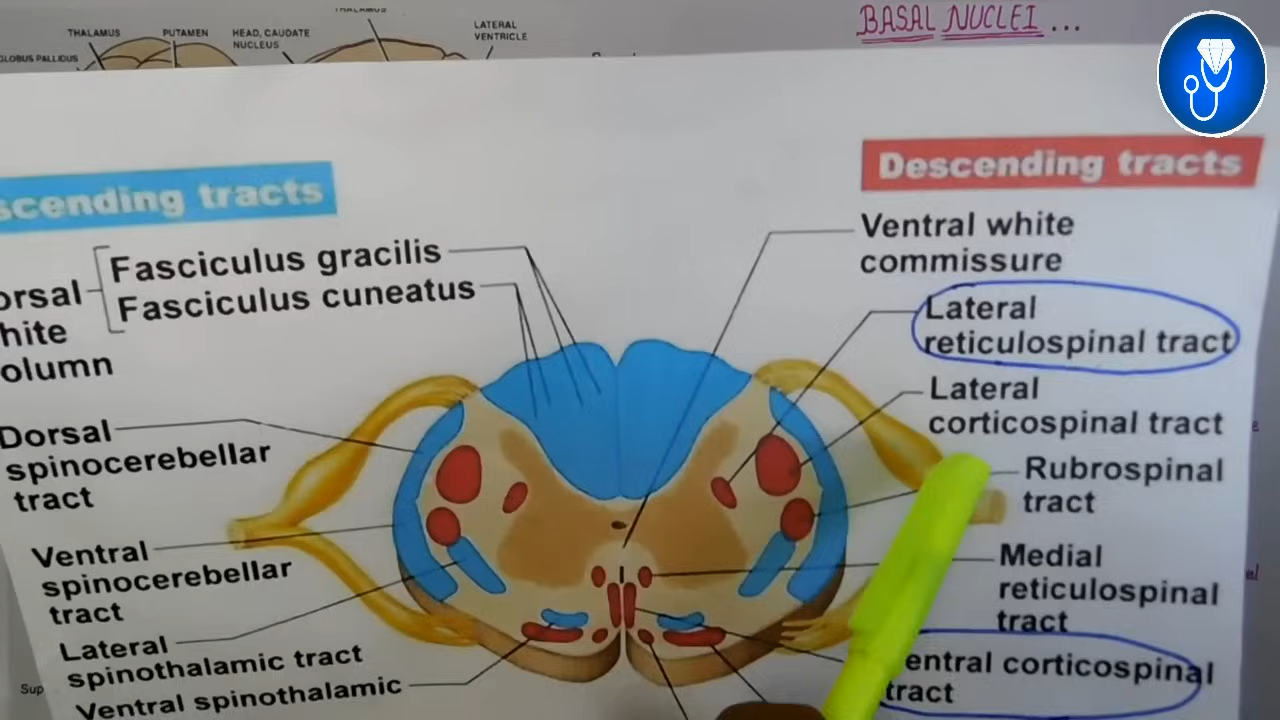 THALAMUS
PUTAMEN
HEAD, CAUDATE
NUCLEUS
LATERAL
VENTRICLE
GLOBUS PALLIDUS
BASAL NUCLEI ...
scending tracts
Fasciculus gracilis
Fasciculus cuneatus
orsal
hite
olumn
Dorsal
spinocerebellar
tract
Ventral
spinocerebellar
tract
Lateral
spinothalamic tract
Ventral spinothalamic
Sup
Descending tracts
Ventral white
commissure
Lateral
reticulospinal tract
Lateral
corticospinal tract
Rubrospinal
tract
Medial
reticulospinal
tract
entral corticospinal
tract